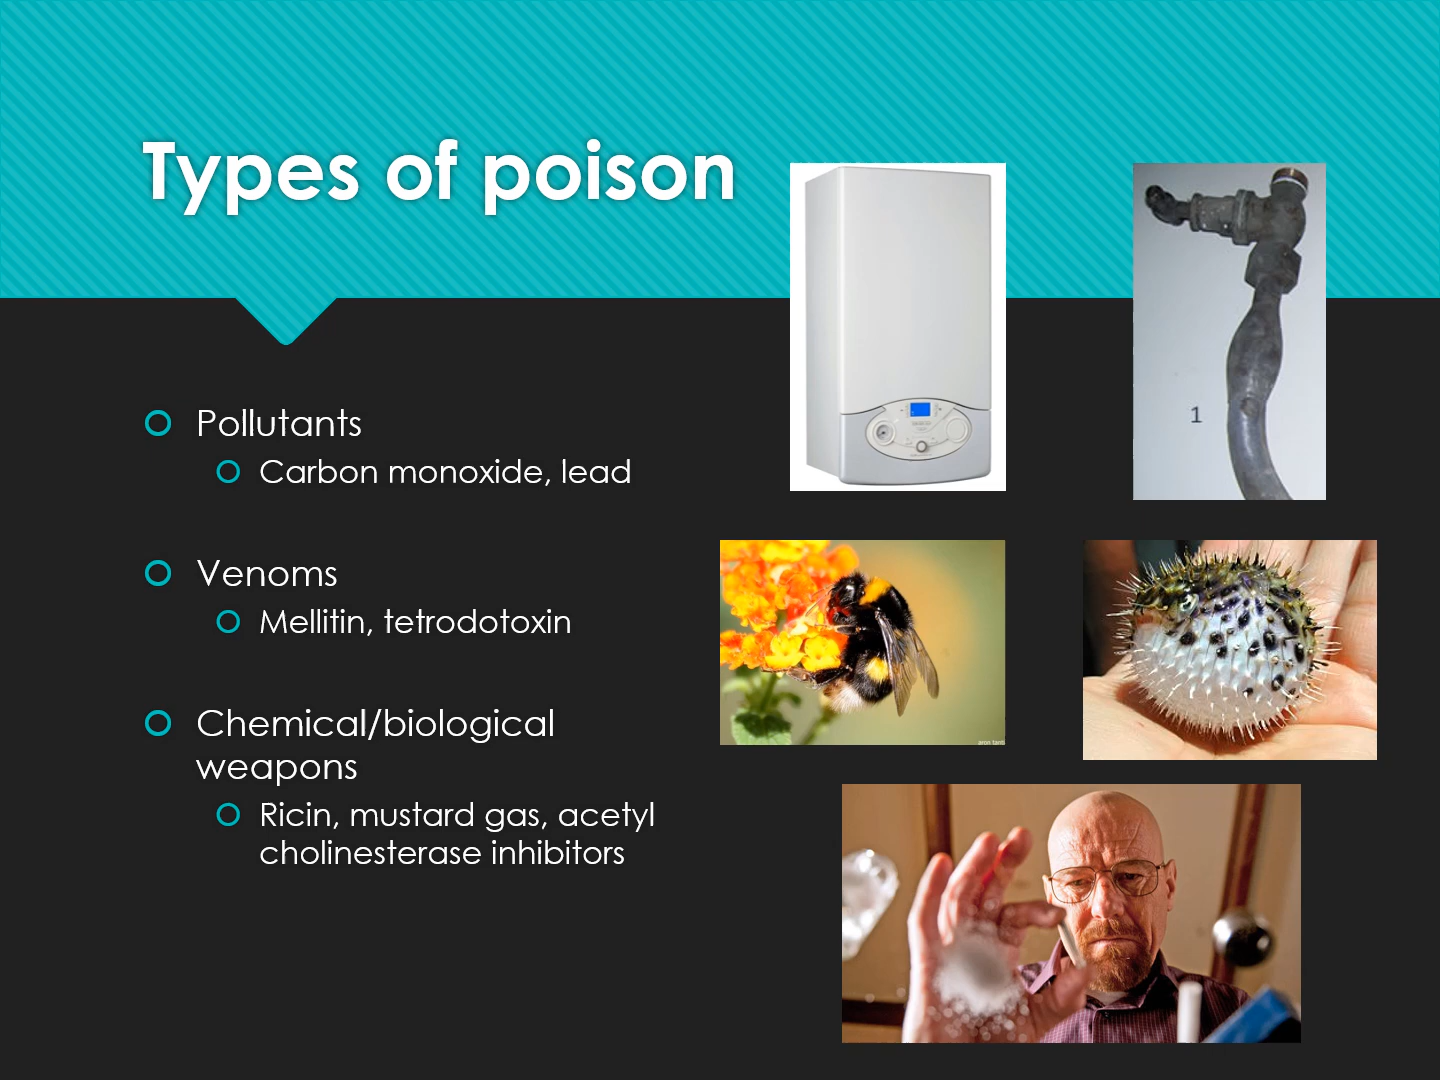 Types of poison
Pollutants
Carbon monoxide, lead
Venoms
Mellitin, tetrodotoxin
Chemical/biological
weapons
Ricin, mustard gas, acetyl
cholinesterase inhibitors
1